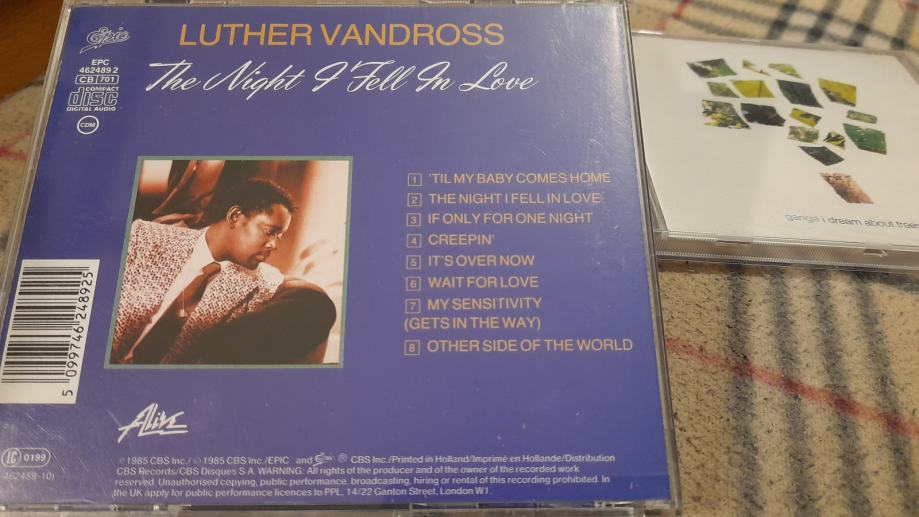 LUTHER VANDROSS
The Night I Fell In Love
Epic
EPC
462489 2
CB 701
COMPACT
disc
DIGITAL AUDIO
CDM
1 'TIL MY BABY COMES HOME
2 THE NIGHT I FELL IN LOVE
3 IF ONLY FOR ONE NIGHT
4 CREEPIN'
5 IT'S OVER NOW
6 WAIT FOR LOVE
7 MY SENSITIVITY
(GETS IN THE WAY)
8 OTHER SIDE OF THE WORLD
5 099746 248925
Alive
LC 0199
462489-10)
℗ 1985 CBS Inc./ © 1985 CBS Inc./EPIC and Epic ® CBS Inc./Printed in Holland/Imprimé en Hollande/Distribution
CBS Records/CBS Disques S.A. WARNING: All rights of the producer and of the owner of the recorded work
reserved. Unauthorised copying, public performance, broadcasting, hiring or rental of this recording prohibited. In
the UK apply for public performance licences to PPL, 14/22 Ganton Street, London W1.
ganga i dream about trees